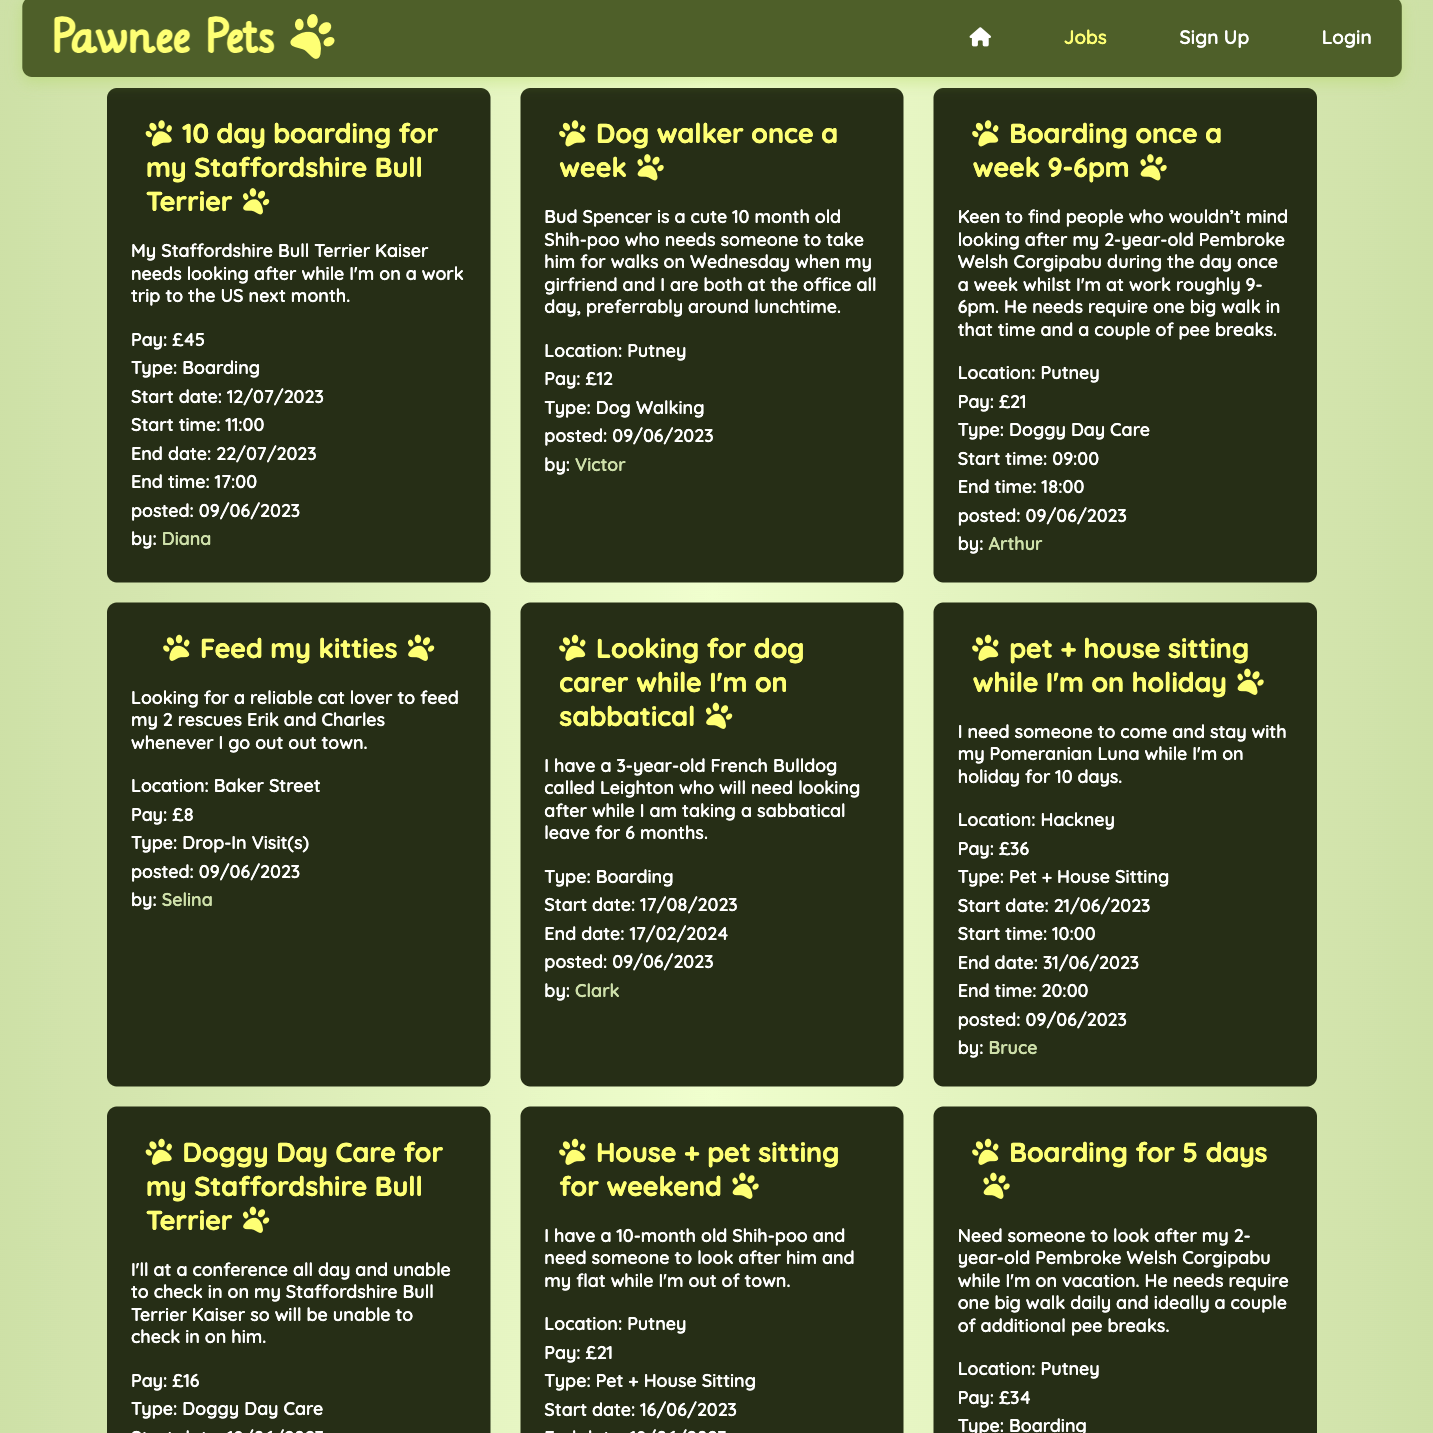 Pawnee Pets
Jobs
Sign Up
Login
10 day boarding for
my Staffordshire Bull
Terrier
My Staffordshire Bull Terrier Kaiser
needs looking after while I'm on a work
trip to the US next month.
Pay: £45
Type: Boarding
Start date: 12/07/2023
Start time: 11:00
End date: 22/07/2023
End time: 17:00
posted: 09/06/2023
by: Diana
Dog walker once a
week
Bud Spencer is a cute 10 month old
Shih-poo who needs someone to take
him for walks on Wednesday when my
girlfriend and I are both at the office all
day, preferrably around lunchtime.
Location: Putney
Pay: £12
Type: Dog Walking
posted: 09/06/2023
by: Victor
Boarding once a
week 9-6pm
Keen to find people who wouldn’t mind
looking after my 2-year-old Pembroke
Welsh Corgipabu during the day once
a week whilst I'm at work roughly 9-
6pm. He needs require one big walk in
that time and a couple of pee breaks.
Location: Putney
Pay: £21
Type: Doggy Day Care
Start time: 09:00
End time: 18:00
posted: 09/06/2023
by: Arthur
Feed my kitties
Looking for a reliable cat lover to feed
my 2 rescues Erik and Charles
whenever I go out out town.
Location: Baker Street
Pay: £8
Type: Drop-In Visit(s)
posted: 09/06/2023
by: Selina
Looking for dog
carer while I'm on
sabbatical
I have a 3-year-old French Bulldog
called Leighton who will need looking
after while I am taking a sabbatical
leave for 6 months.
Type: Boarding
Start date: 17/08/2023
End date: 17/02/2024
posted: 09/06/2023
by: Clark
pet + house sitting
while I'm on holiday
I need someone to come and stay with
my Pomeranian Luna while I'm on
holiday for 10 days.
Location: Hackney
Pay: £36
Type: Pet + House Sitting
Start date: 21/06/2023
Start time: 10:00
End date: 31/06/2023
End time: 20:00
posted: 09/06/2023
by: Bruce
Doggy Day Care for
my Staffordshire Bull
Terrier
I'll at a conference all day and unable
to check in on my Staffordshire Bull
Terrier Kaiser so will be unable to
check in on him.
Pay: £16
Type: Doggy Day Care
House + pet sitting
for weekend
I have a 10-month old Shih-poo and
need someone to look after him and
my flat while I'm out of town.
Location: Putney
Pay: £21
Type: Pet + House Sitting
Start date: 16/06/2023
Boarding for 5 days
Need someone to look after my 2-
year-old Pembroke Welsh Corgipabu
while I'm on vacation. He needs require
one big walk daily and ideally a couple
of additional pee breaks.
Location: Putney
Pay: £34
Type: Boarding